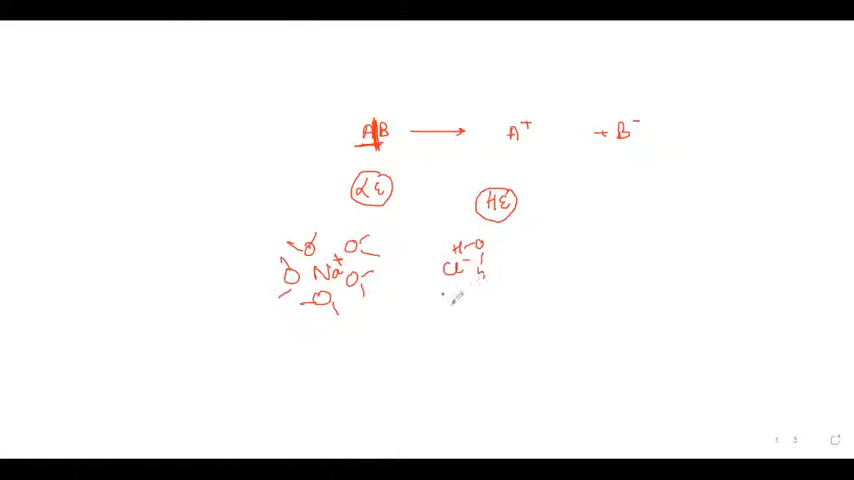 AB → A⁺ + B⁻
LE HE
O O H-O
O Na⁺ O Cl⁻ h
O